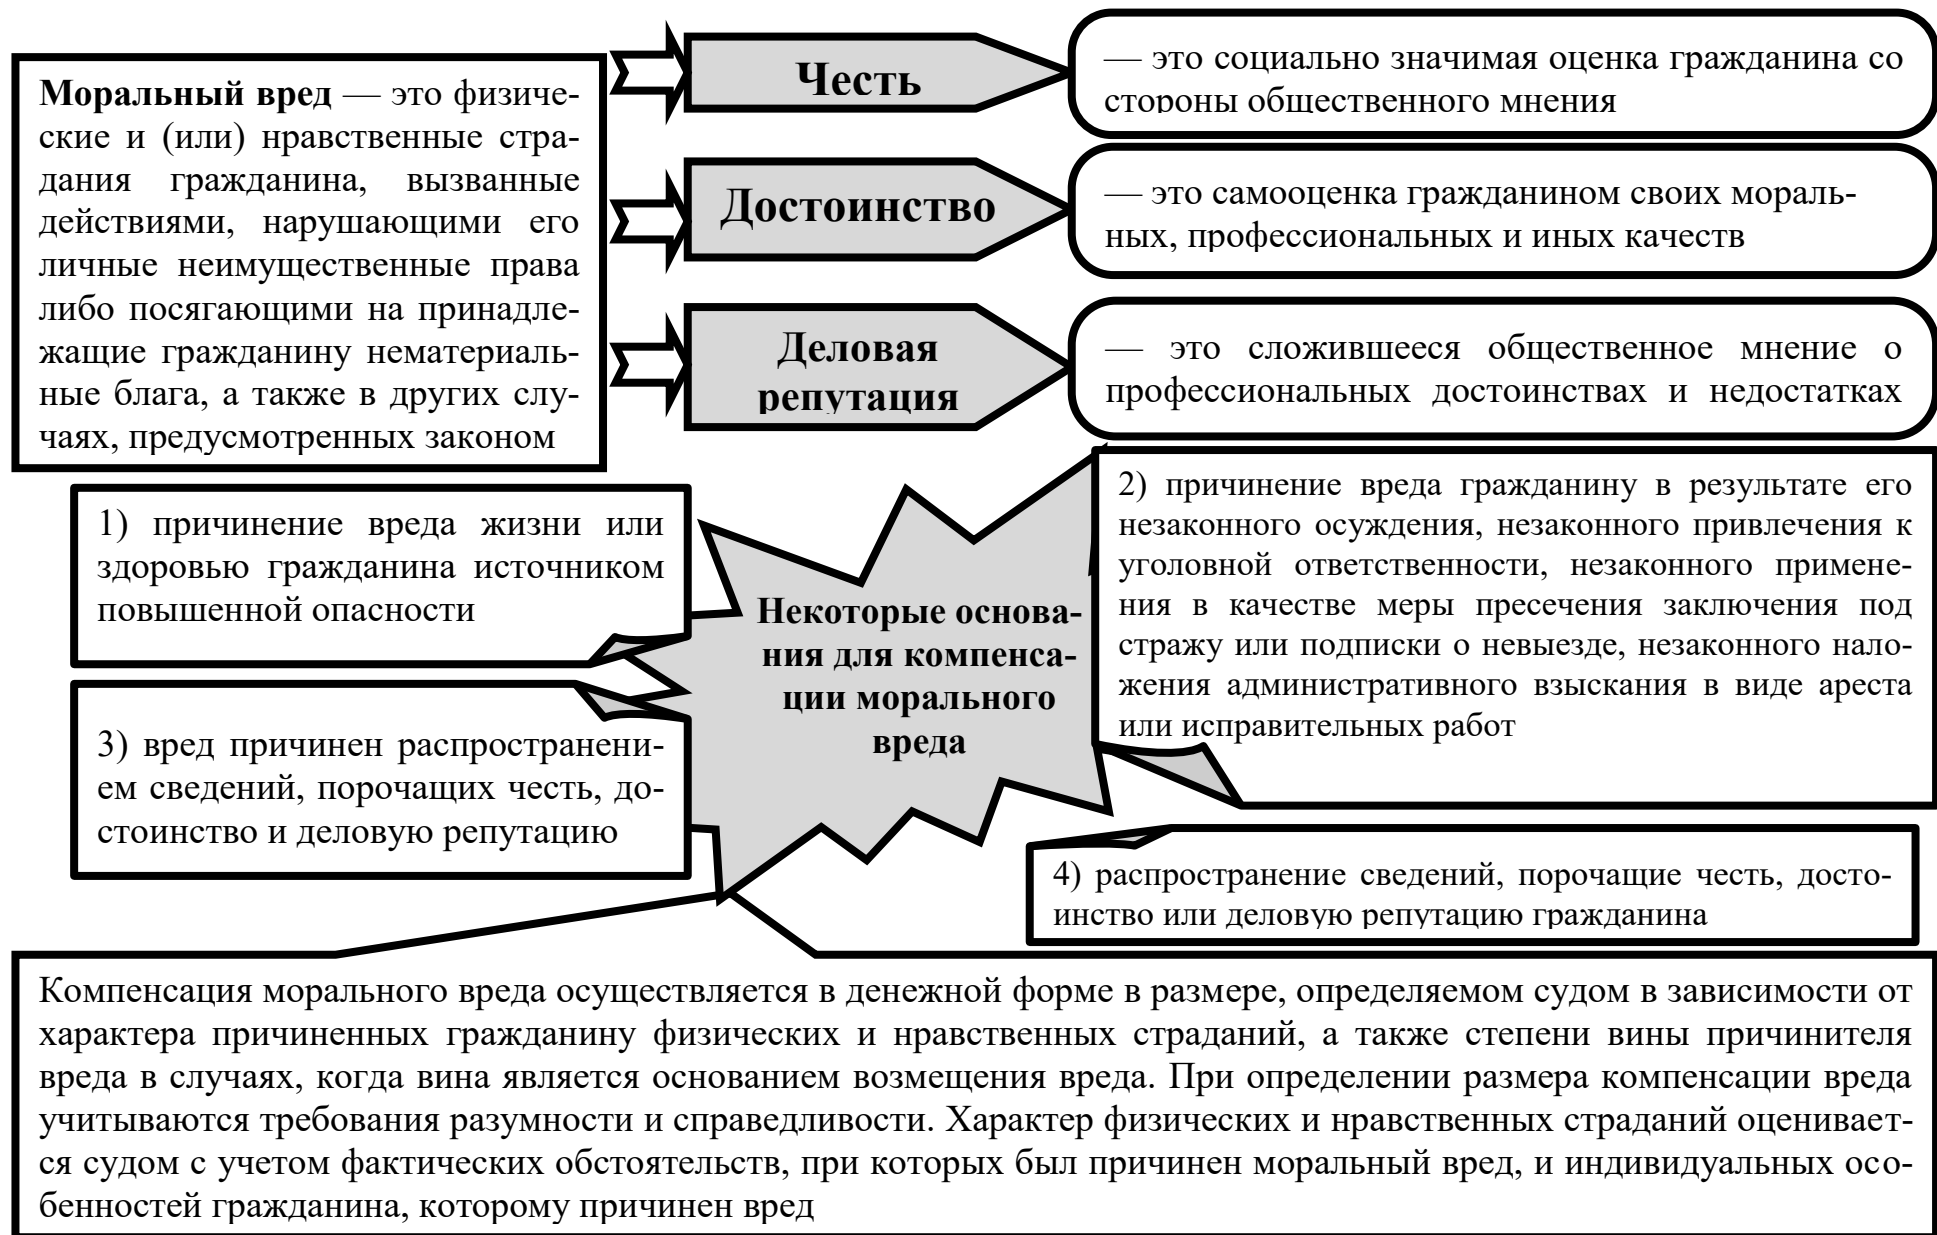 Моральный вред — это физиче-
ские и (или) нравственные стра-
дания гражданина, вызванные
действиями, нарушающими его
личные неимущественные права
либо посягающими на принадле-
жащие гражданину нематериаль-
ные блага, а также в других слу-
чаях, предусмотренных законом
Честь
— это социально значимая оценка гражданина со
стороны общественного мнения
Достоинство
— это самооценка гражданином своих мораль-
ных, профессиональных и иных качеств
Деловая
репутация
— это сложившееся общественное мнение о
профессиональных достоинствах и недостатках
Некоторые основа-
ния для компенса-
ции морального
вреда
1) причинение вреда жизни или
здоровью гражданина источником
повышенной опасности
2) причинение вреда гражданину в результате его
незаконного осуждения, незаконного привлечения к
уголовной ответственности, незаконного примене-
ния в качестве меры пресечения заключения под
стражу или подписки о невыезде, незаконного нало-
жения административного взыскания в виде ареста
или исправительных работ
3) вред причинен распространени-
ем сведений, порочащих честь, до-
стоинство и деловую репутацию
4) распространение сведений, порочащие честь, досто-
инство или деловую репутацию гражданина
Компенсация морального вреда осуществляется в денежной форме в размере, определяемом судом в зависимости от
характера причиненных гражданину физических и нравственных страданий, а также степени вины причинителя
вреда в случаях, когда вина является основанием возмещения вреда. При определении размера компенсации вреда
учитываются требования разумности и справедливости. Характер физических и нравственных страданий оценивает-
ся судом с учетом фактических обстоятельств, при которых был причинен моральный вред, и индивидуальных осо-
бенностей гражданина, которому причинен вред